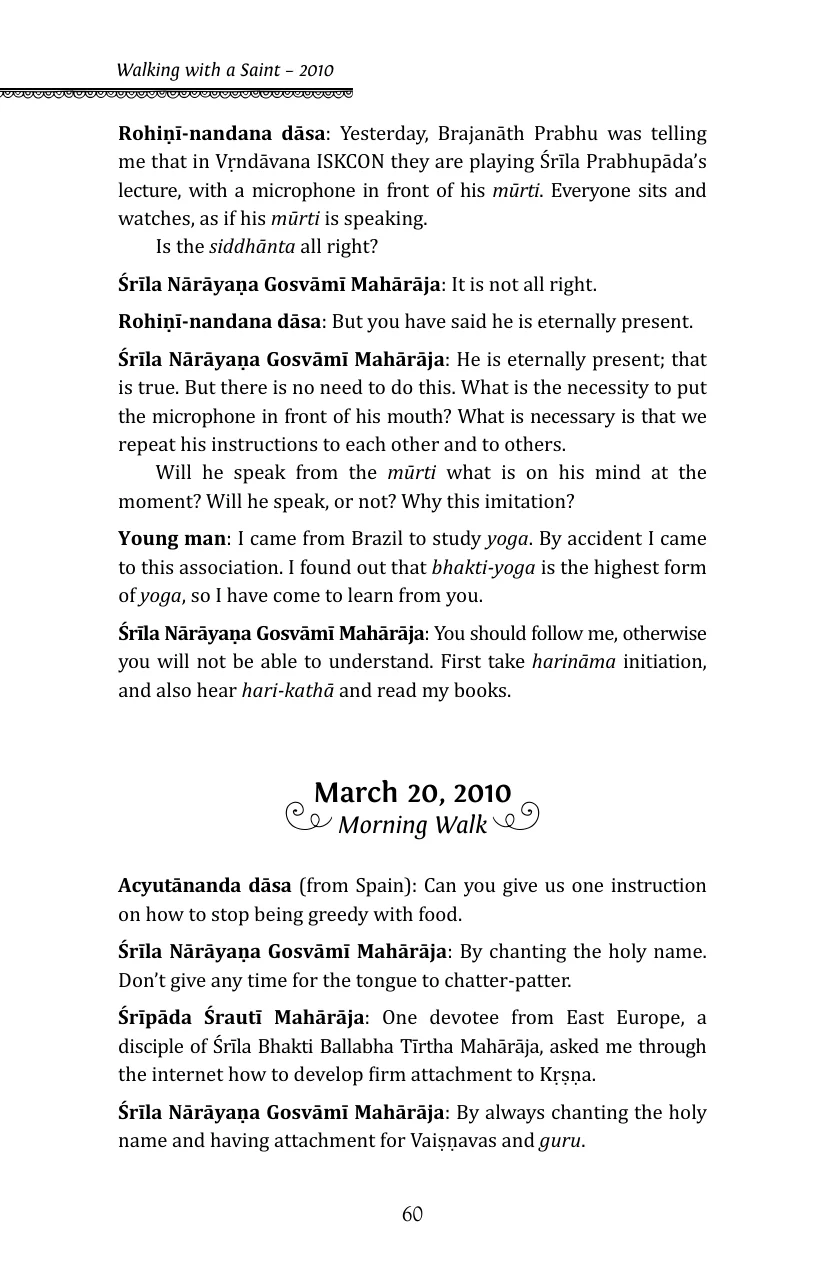 Walking with a Saint – 2010
Rohiṇī-nandana dāsa: Yesterday, Brajanāth Prabhu was telling
me that in Vṛndāvana ISKCON they are playing Śrīla Prabhupāda’s
lecture, with a microphone in front of his mūrti. Everyone sits and
watches, as if his mūrti is speaking.
Is the siddhānta all right?
Śrīla Nārāyaṇa Gosvāmī Mahārāja: It is not all right.
Rohiṇī-nandana dāsa: But you have said he is eternally present.
Śrīla Nārāyaṇa Gosvāmī Mahārāja: He is eternally present; that
is true. But there is no need to do this. What is the necessity to put
the microphone in front of his mouth? What is necessary is that we
repeat his instructions to each other and to others.
Will he speak from the mūrti what is on his mind at the
moment? Will he speak, or not? Why this imitation?
Young man: I came from Brazil to study yoga. By accident I came
to this association. I found out that bhakti-yoga is the highest form
of yoga, so I have come to learn from you.
Śrīla Nārāyaṇa Gosvāmī Mahārāja: You should follow me, otherwise
you will not be able to understand. First take harināma initiation,
and also hear hari-kathā and read my books.
March 20, 2010
Morning Walk
Acyutānanda dāsa (from Spain): Can you give us one instruction
on how to stop being greedy with food.
Śrīla Nārāyaṇa Gosvāmī Mahārāja: By chanting the holy name.
Don’t give any time for the tongue to chatter-patter.
Śrīpāda Śrautī Mahārāja: One devotee from East Europe, a
disciple of Śrīla Bhakti Ballabha Tīrtha Mahārāja, asked me through
the internet how to develop firm attachment to Kṛṣṇa.
Śrīla Nārāyaṇa Gosvāmī Mahārāja: By always chanting the holy
name and having attachment for Vaiṣṇavas and guru.
60